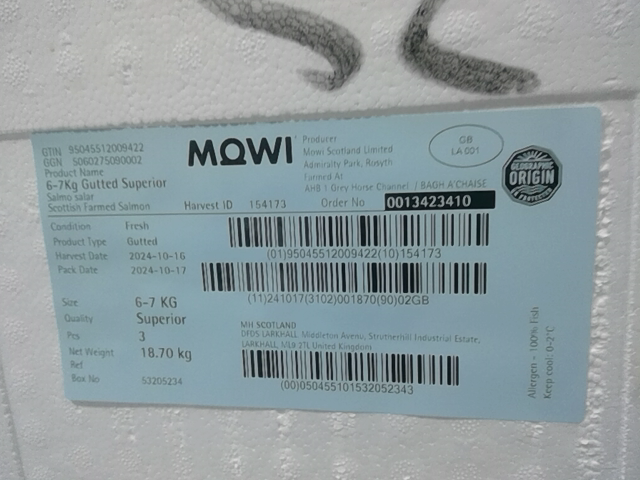 GTIN 95045512009422
GGN 5060275090002
Product Name
6-7Kg Gutted Superior
Salmo salar
Scottish Farmed Salmon
MOWI
Producer
Mowi Scotland Limited
Admiralty Park, Rosyth
Farmed At
AHB 1 Grey Horse Channel / BAGH A'CHAISE
GB
LA 001
GEOGRAPHIC
ORIGIN
PROTECTED
Harvest ID 154173 Order No 0013423410
Condition Fresh
Product Type Gutted
Harvest Date 2024-10-16
Pack Date 2024-10-17
(01)95045512009422(10)154173
(11)241017(3102)001870(90)02GB
Size 6-7 KG
Quality Superior
Pcs 3
Net Weight 18.70 kg
Ref
Box No 53205234
MH SCOTLAND
DFDS LARKHALL, Middleton Avenu, Strutherhill Industrial Estate,
LARKHALL, ML9 2TL United Kingdom
(00)050455101532052343
Allergen - 100% Fish
Keep cool: 0-2°C